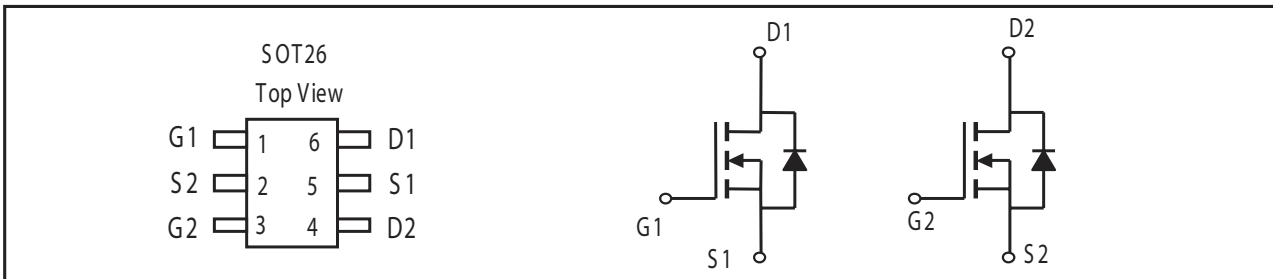 SOT26
Top View
G1 1 6 D1
S2 2 5 S1
G2 3 4 D2
D1
G1
S1
D2
G2
S2